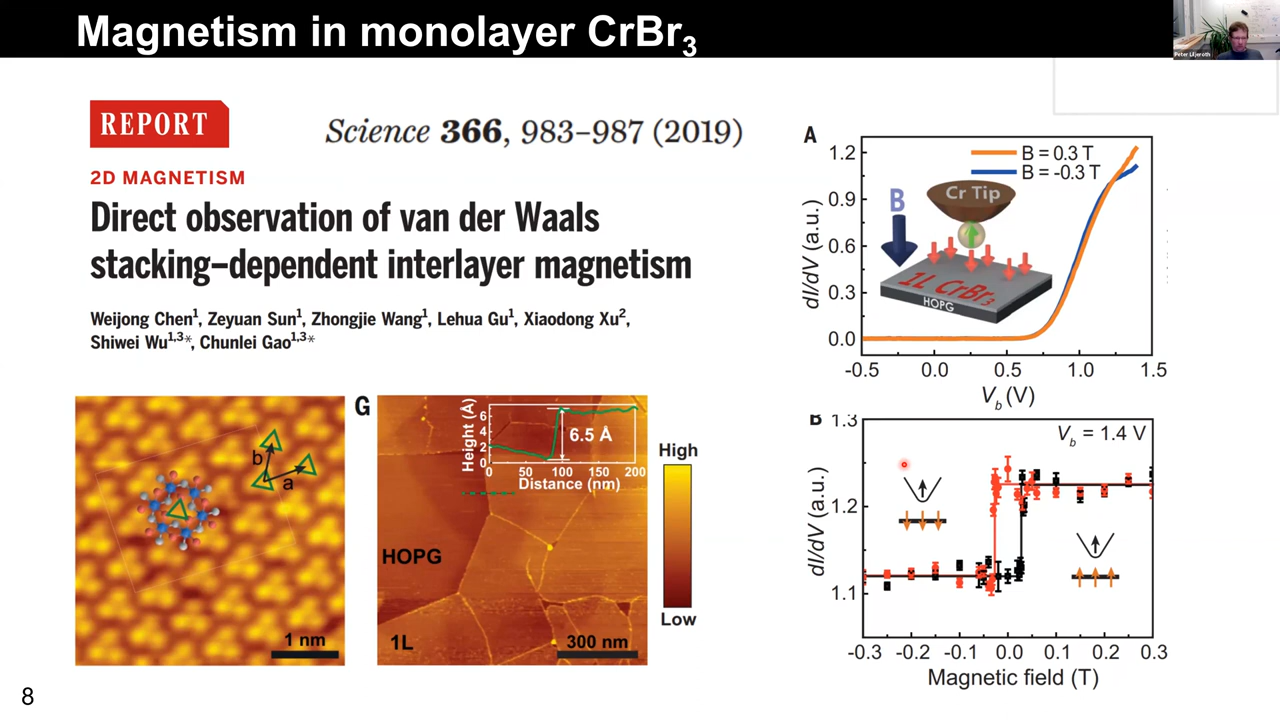 Magnetism in monolayer CrBr₃
Peter Liljeroth
REPORT
Science 366, 983–987 (2019)
2D MAGNETISM
Direct observation of van der Waals
stacking–dependent interlayer magnetism
Weijong Chen¹, Zeyuan Sun¹, Zhongjie Wang¹, Lehua Gu¹, Xiaodong Xu²,
Shiwei Wu¹,³*, Chunlei Gao¹,³*
A
1.2
0.9
0.6
0.3
0.0
dI/dV (a.u.)
B = 0.3 T
B = -0.3 T
B
Cr Tip
1L CrBr₃
HOPG
-0.5 0.0 0.5 1.0 1.5
V_b (V)
b
a
1 nm
G
Height (Å)
6
4
2
0
6.5 Å
0 50 100 150 200
Distance (nm)
HOPG
1L
300 nm
High
Low
B
1.3
1.2
1.1
dI/dV (a.u.)
V_b = 1.4 V
-0.3 -0.2 -0.1 0.0 0.1 0.2 0.3
Magnetic field (T)
8